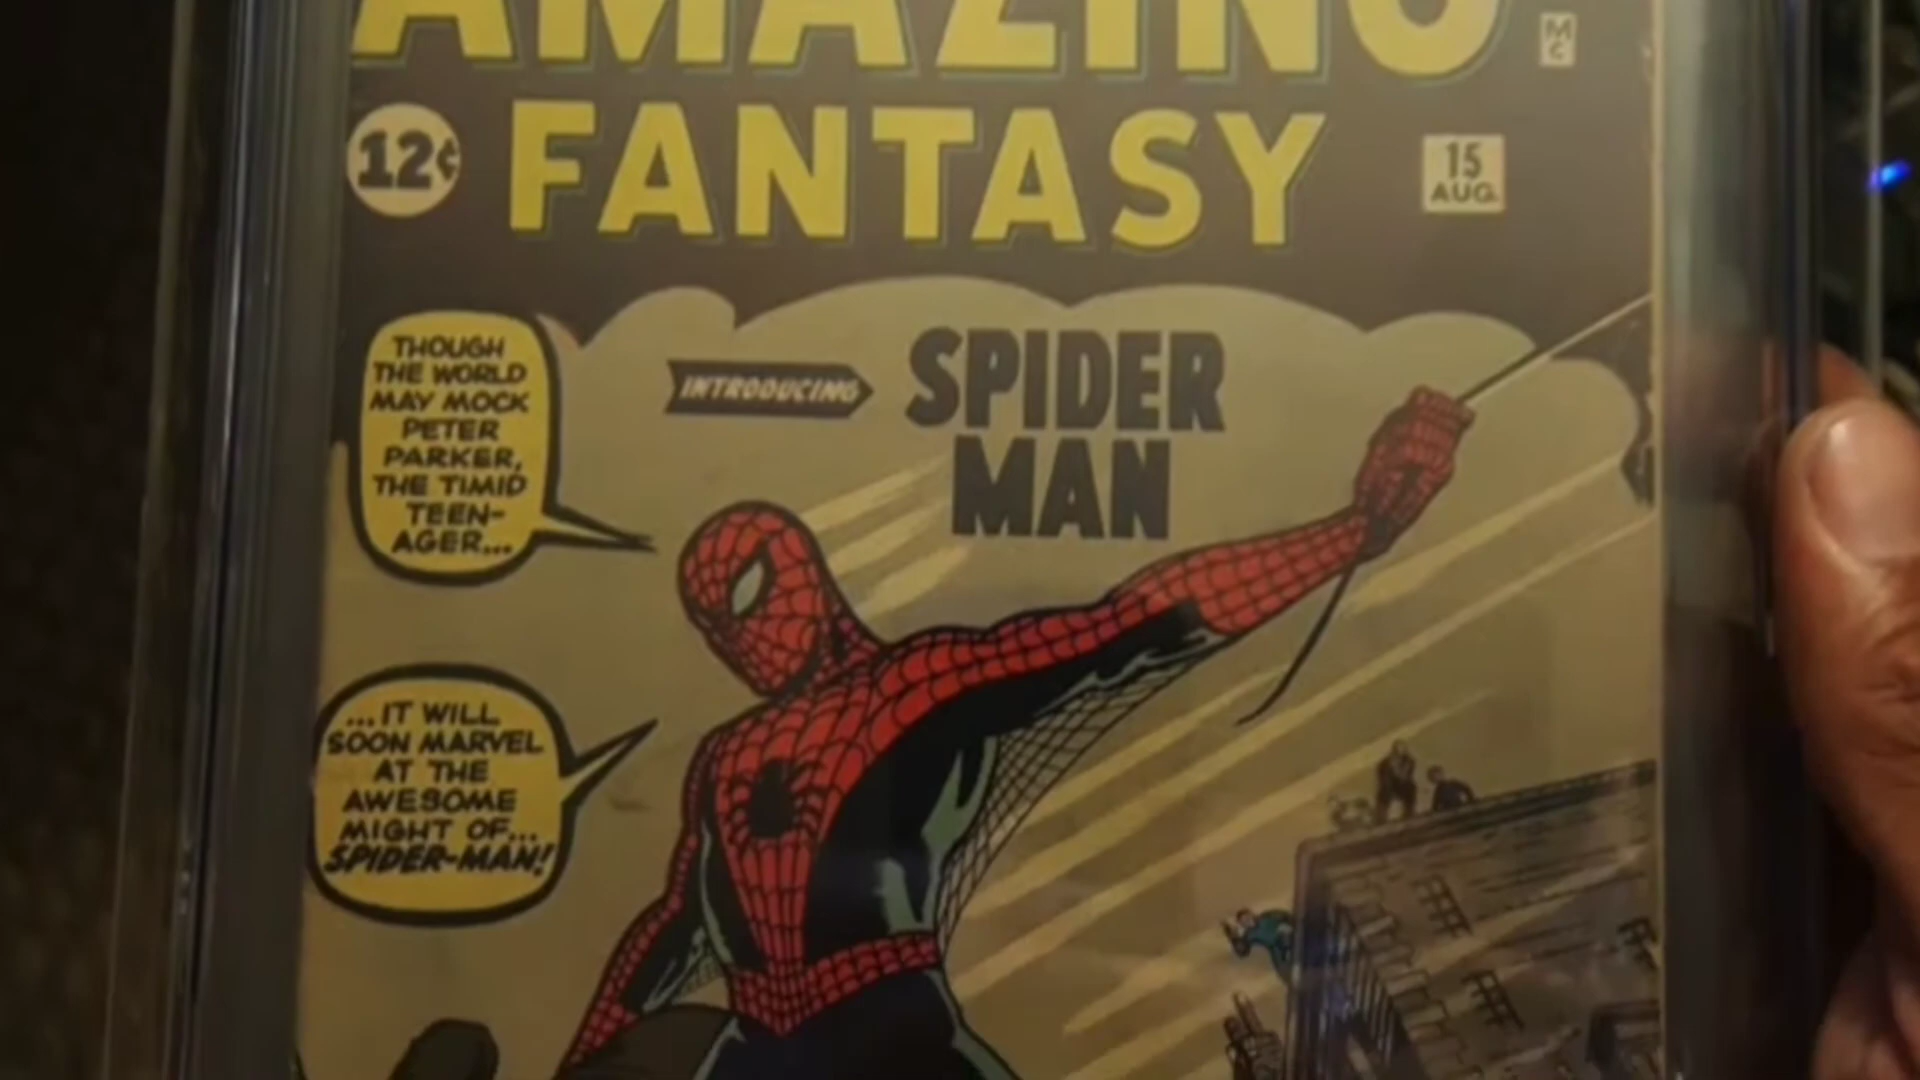 AMAZING
M
C
12¢
FANTASY
15
AUG.
THOUGH
THE WORLD
MAY MOCK
PETER
PARKER,
THE TIMID
TEEN-
AGER...
INTRODUCING
SPIDER
MAN
...IT WILL
SOON MARVEL
AT THE
AWESOME
MIGHT OF...
SPIDER-MAN!